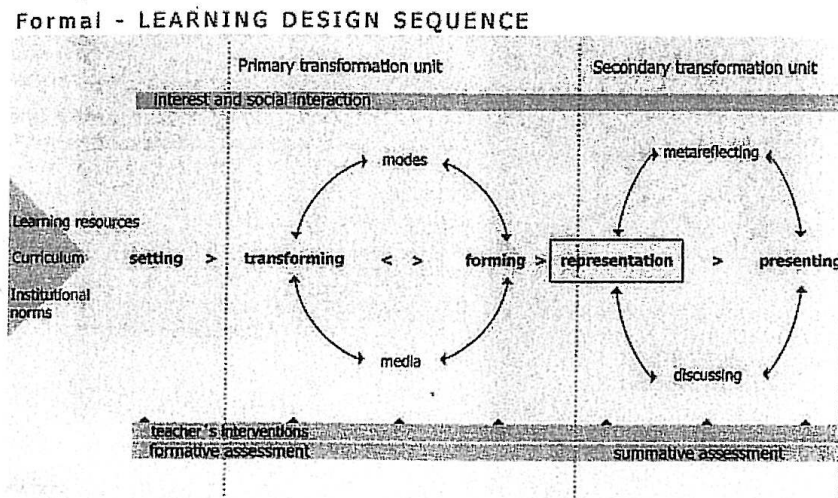 Formal - LEARNING DESIGN SEQUENCE
Primary transformation unit
Secondary transformation unit
interest and social interaction
modes
metareflecting
Learning resources
Curriculum
Institutional
norms
setting > transforming < > forming > representation > presenting
media
discussing
teacher's interventions
formative assessment
summative assessment